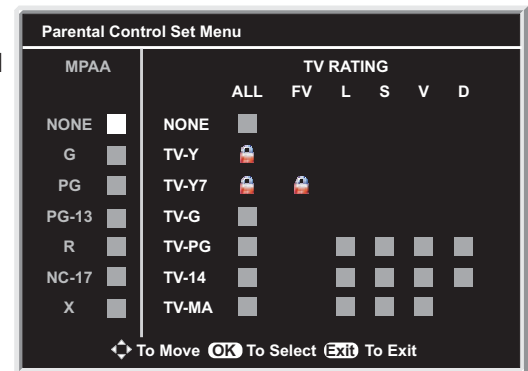 Parental Control Set Menu
MPAA TV RATING
ALL FV L S V D
NONE NONE
G TV-Y
PG TV-Y7
PG-13 TV-G
R TV-PG
NC-17 TV-14
X TV-MA
To Move OK To Select Exit To Exit